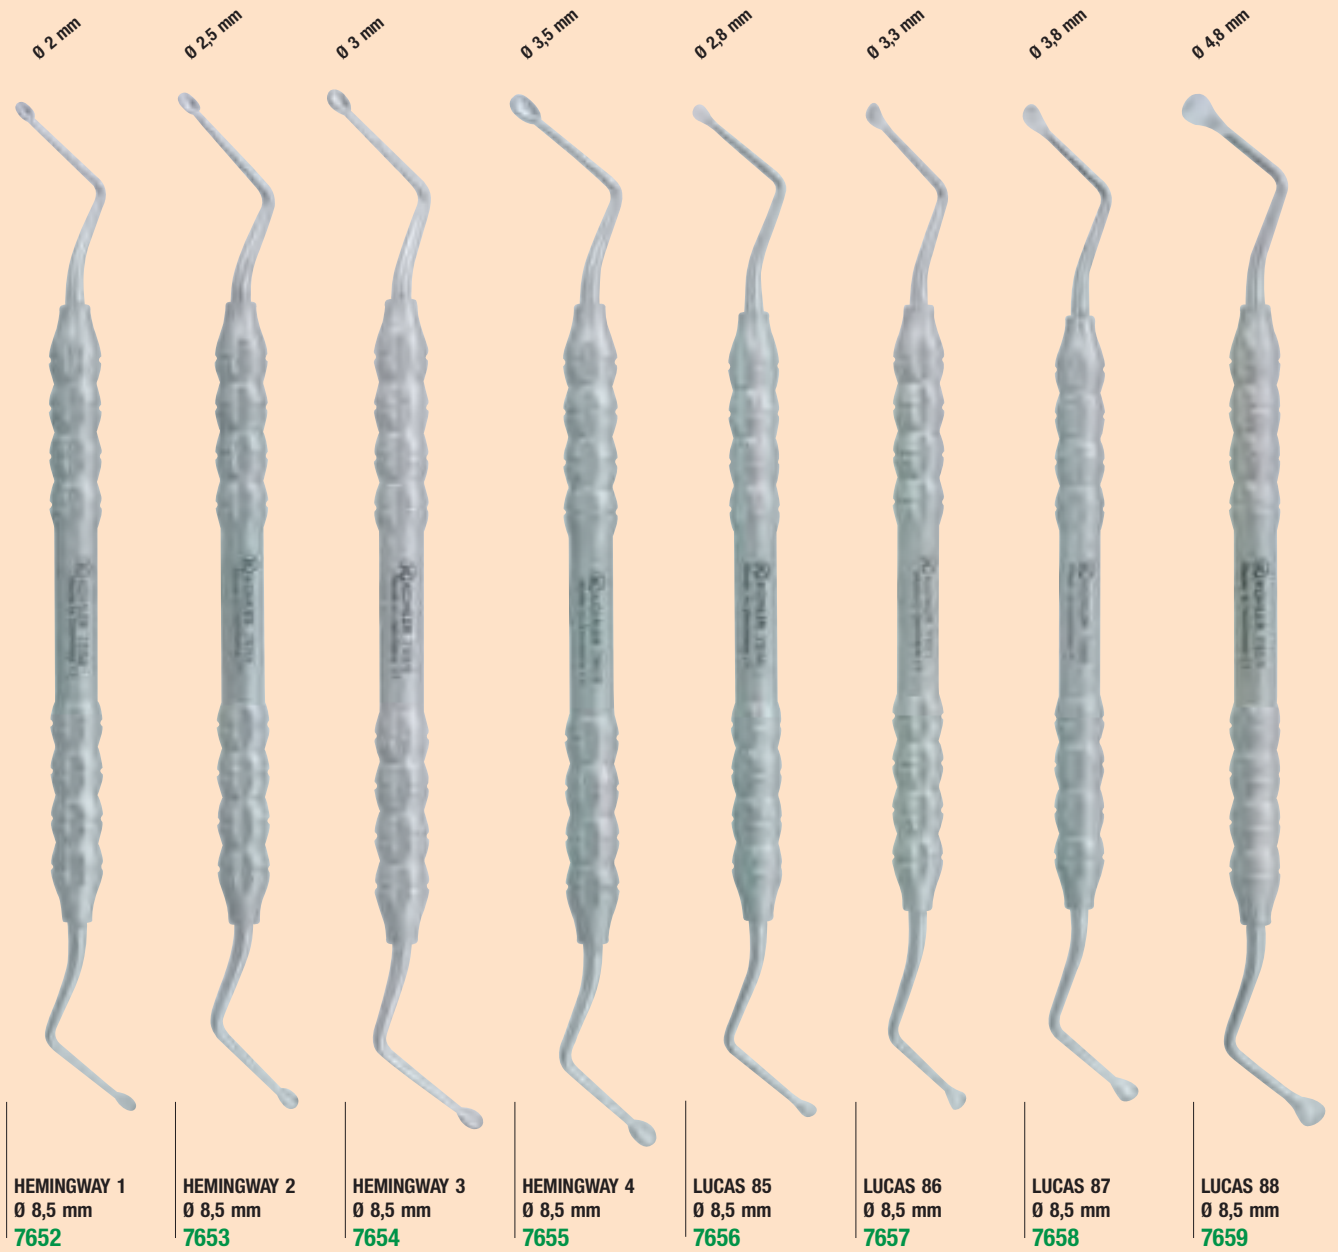 Ø 2 mm
Ø 2,5 mm
Ø 3 mm
Ø 3,5 mm
Ø 2,8 mm
Ø 3,3 mm
Ø 3,8 mm
Ø 4,8 mm
HEMINGWAY 1
Ø 8,5 mm
7652
HEMINGWAY 2
Ø 8,5 mm
7653
HEMINGWAY 3
Ø 8,5 mm
7654
HEMINGWAY 4
Ø 8,5 mm
7655
LUCAS 85
Ø 8,5 mm
7656
LUCAS 86
Ø 8,5 mm
7657
LUCAS 87
Ø 8,5 mm
7658
LUCAS 88
Ø 8,5 mm
7659